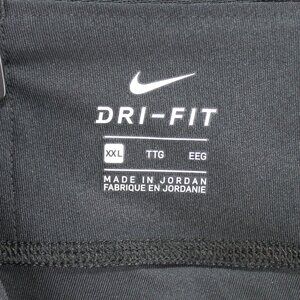 DRI-FIT
XXL TTG EEG
MADE IN JORDAN
FABRIQUE EN JORDANIE